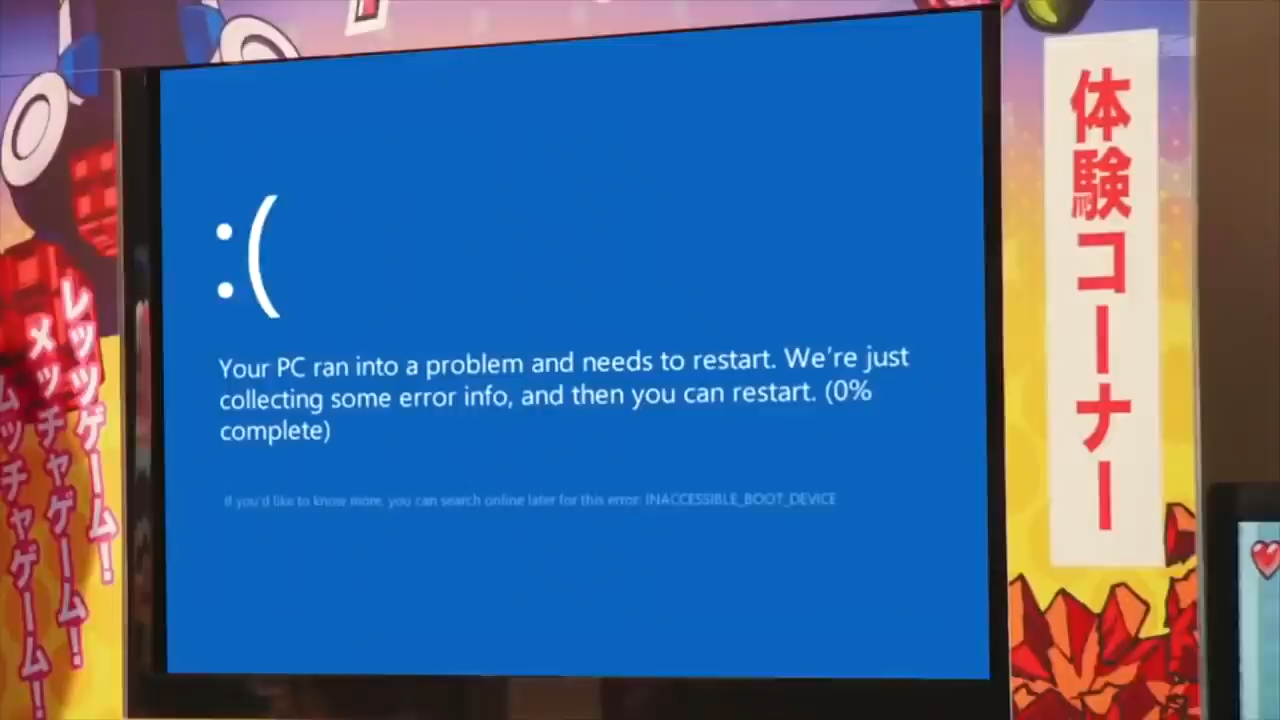 :(
Your PC ran into a problem and needs to restart. We're just
collecting some error info, and then you can restart. (0%
complete)
If you'd like to know more, you can search online later for this error: INACCESSIBLE_BOOT_DEVICE
体験コーナー
レッツゲーム!
メッチャゲーム!
ムッチャゲーム!